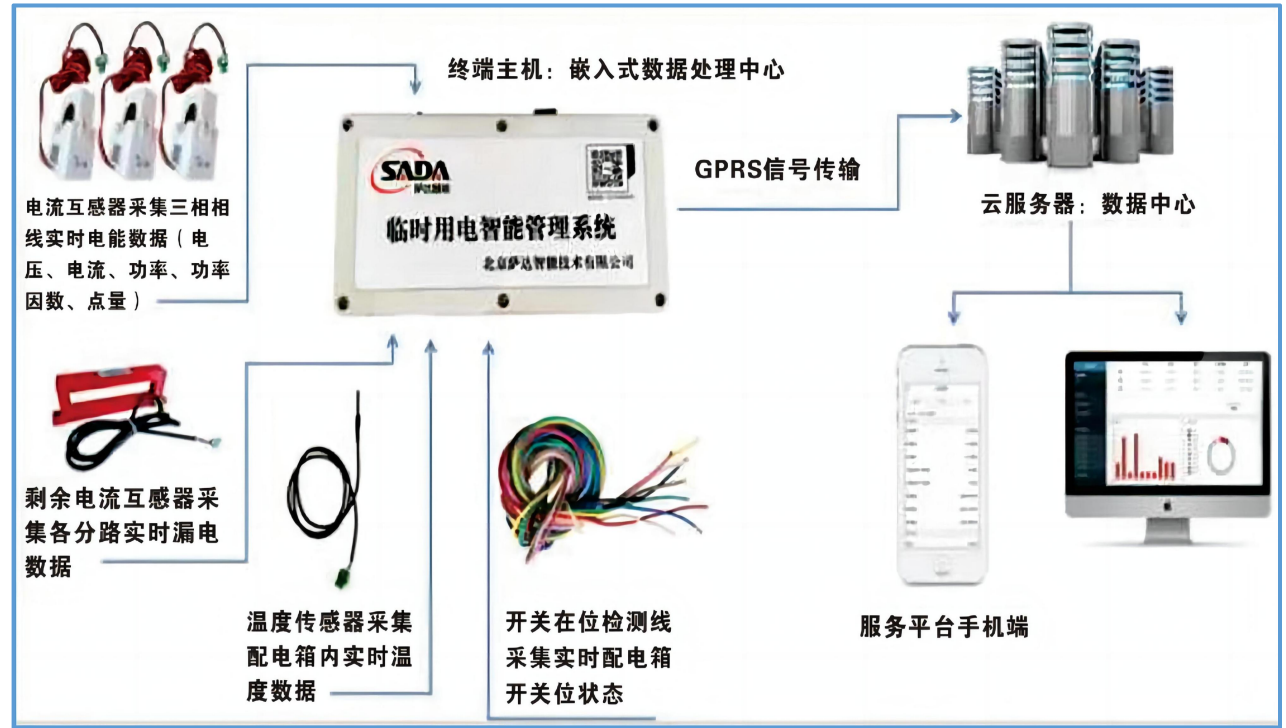 终端主机：嵌入式数据处理中心
SADA
萨达智能
临时用电智能管理系统
北京萨达智能技术有限公司
GPRS信号传输
云服务器：数据中心
电流互感器采集三相相
线实时电能数据（电
压、电流、功率、功率
因数、点量）
剩余电流互感器采
集各分路实时漏电
数据
温度传感器采集
配电箱内实时温
度数据
开关在位检测线
采集实时配电箱
开关位状态
服务平台手机端